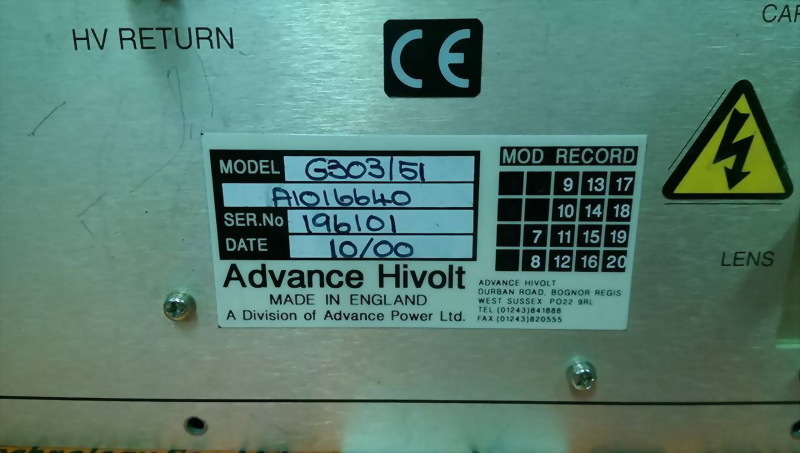 HV RETURN
CE
MODEL G303/51
A1016640
SER.No 196101
DATE 10/00
MOD RECORD
9 13 17
10 14 18
7 11 15 19
8 12 16 20
Advance Hivolt
MADE IN ENGLAND
A Division of Advance Power Ltd.
ADVANCE HIVOLT
DURBAN ROAD, BOGNOR REGIS
WEST SUSSEX PO22 9RL
TEL (01243)841888
FAX (01243)820555
LENS